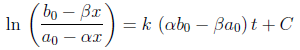 ln ( (b₀ − βx) / (a₀ − αx) ) = k (αb₀ − βa₀) t + C